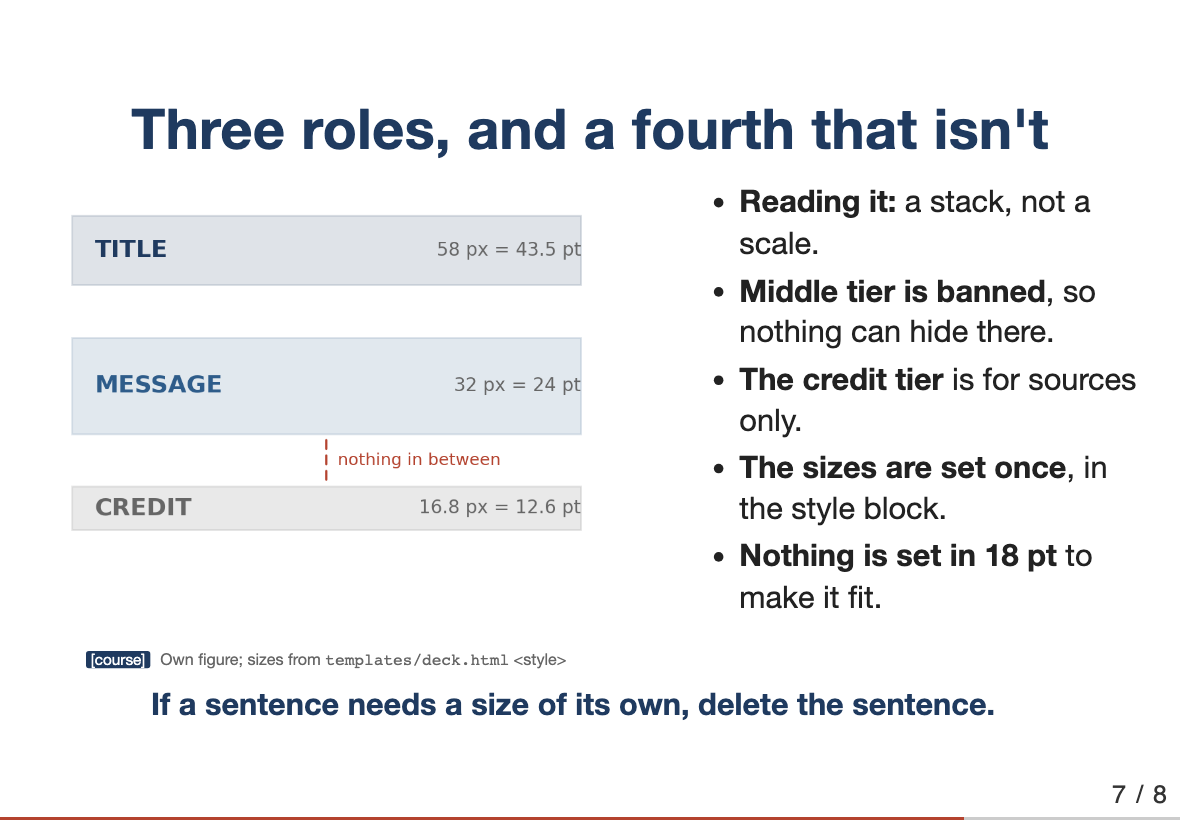 Three roles, and a fourth that isn't
TITLE 58 px = 43.5 pt
MESSAGE 32 px = 24 pt
nothing in between
CREDIT 16.8 px = 12.6 pt
[course] Own figure; sizes from templates/deck.html <style>
• Reading it: a stack, not a
scale.
• Middle tier is banned, so
nothing can hide there.
• The credit tier is for sources
only.
• The sizes are set once, in
the style block.
• Nothing is set in 18 pt to
make it fit.
If a sentence needs a size of its own, delete the sentence.
7 / 8